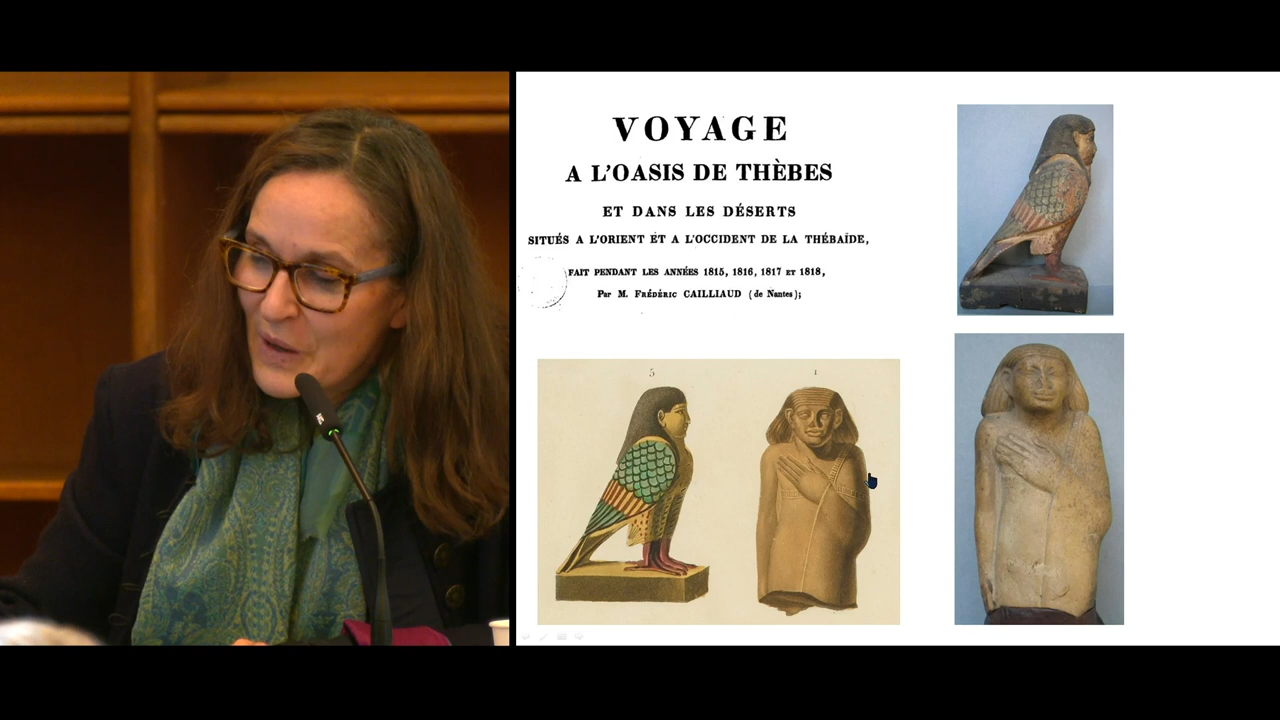 VOYAGE
A L'OASIS DE THÈBES
ET DANS LES DÉSERTS
SITUÉS A L'ORIENT ET A L'OCCIDENT DE LA THÉBAÏDE,
FAIT PENDANT LES ANNÉES 1815, 1816, 1817 ET 1818,
Par M. FRÉDÉRIC CAILLIAUD (de Nantes);
5 1